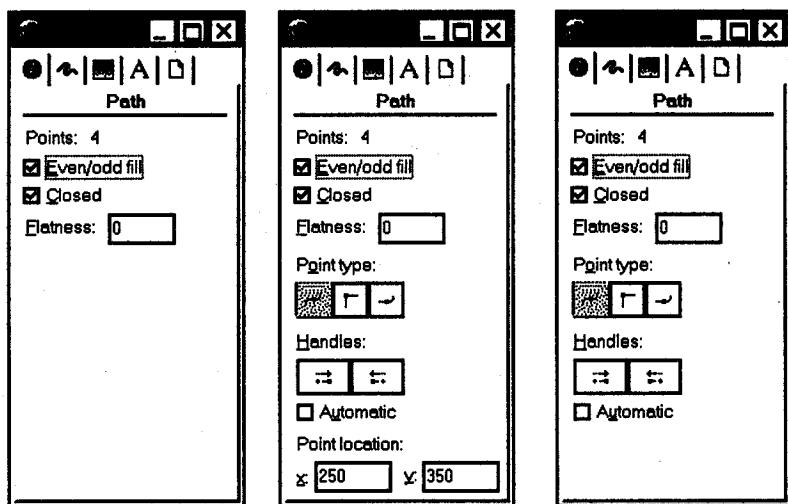 A
Path
Points: 4
Even/odd fill
Closed
Flatness: 0
A
Path
Points: 4
Even/odd fill
Closed
Flatness: 0
Point type:
Handles:
Automatic
Point location:
x: 250 y: 350
A
Path
Points: 4
Even/odd fill
Closed
Flatness: 0
Point type:
Handles:
Automatic